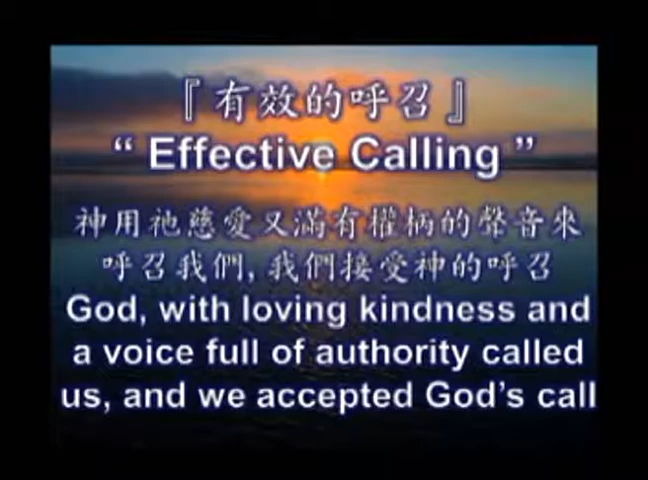 『有效的呼召』
“ Effective Calling ”
神用祂慈愛又滿有權柄的聲音來
呼召我們, 我們接受神的呼召
God, with loving kindness and
a voice full of authority called
us, and we accepted God’s call